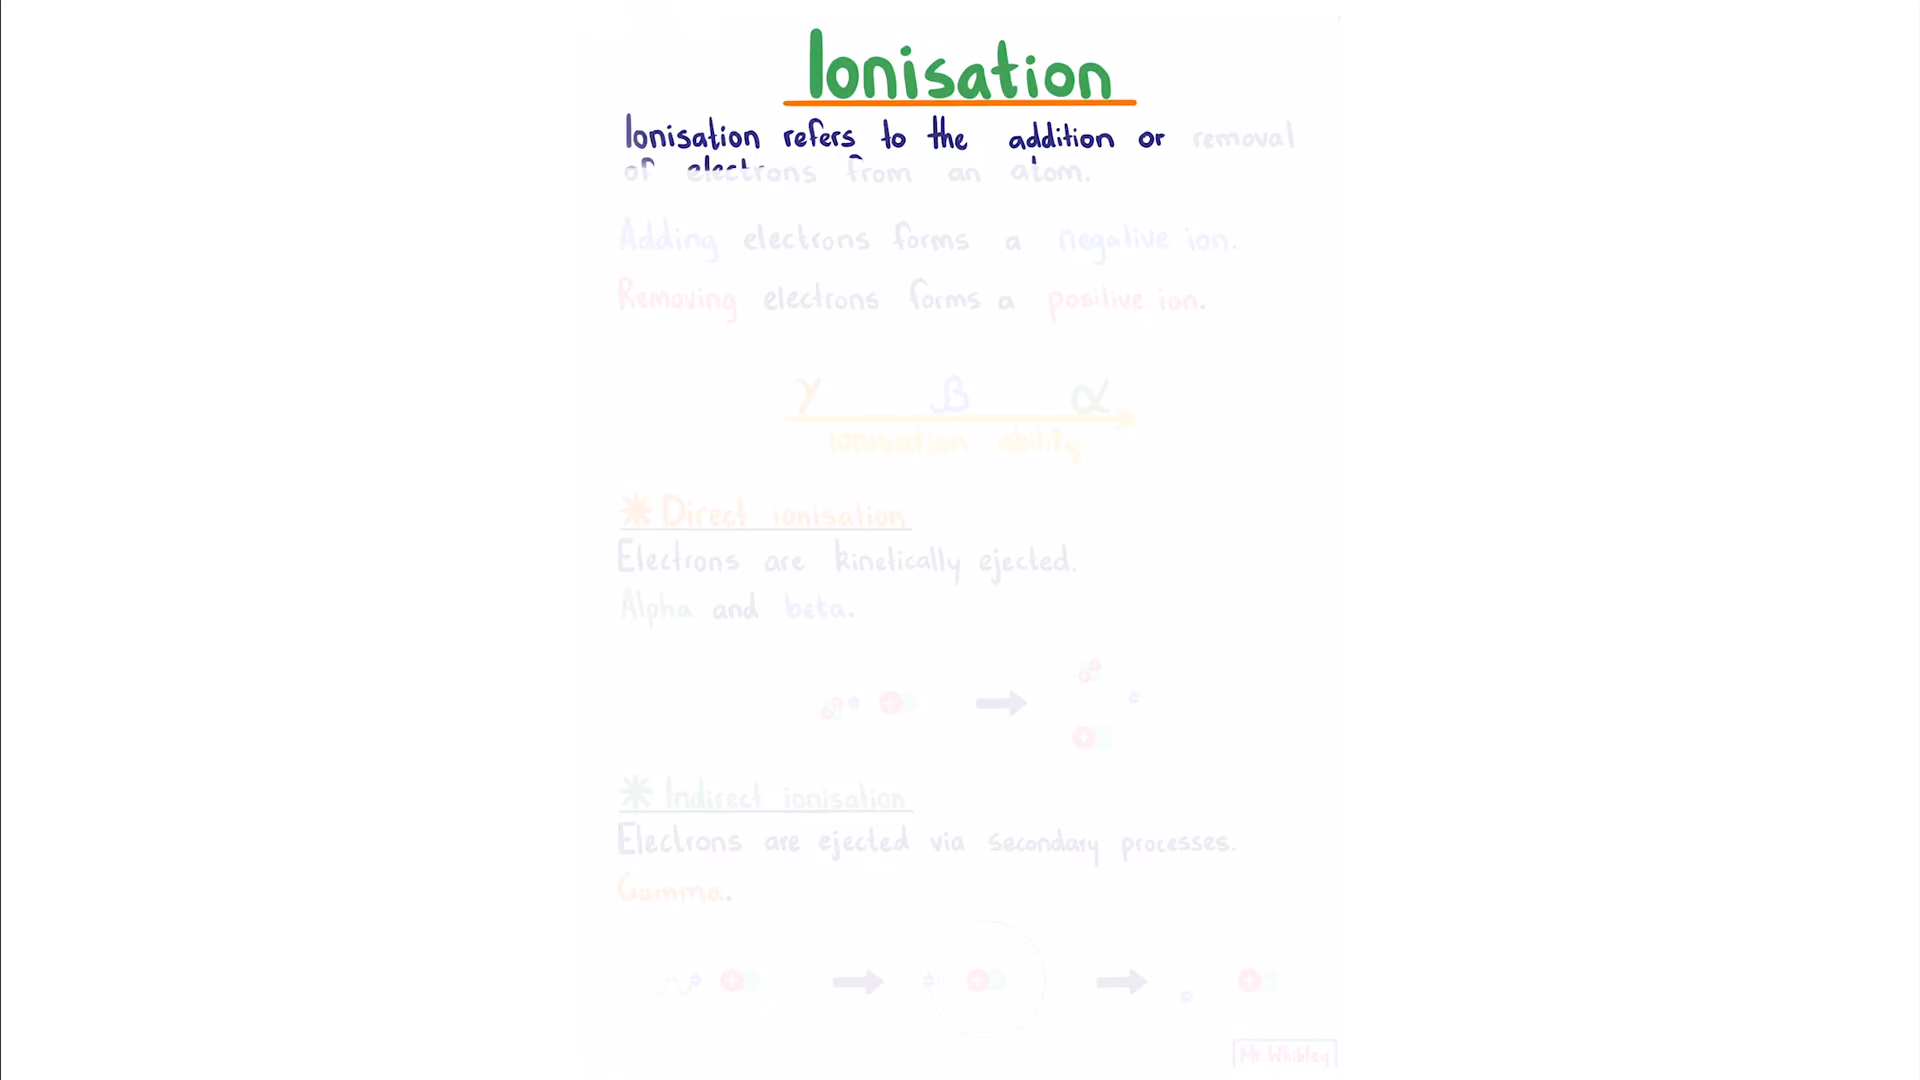 Ionisation
Ionisation refers to the addition or removal
of electrons from an atom.
Adding electrons forms a negative ion.
Removing electrons forms a positive ion.
γ β α
ionisation ability
* Direct ionisation
Electrons are kinetically ejected.
Alpha and beta.
* Indirect ionisation
Electrons are ejected via secondary processes.
Gamma.
Mr Whibley